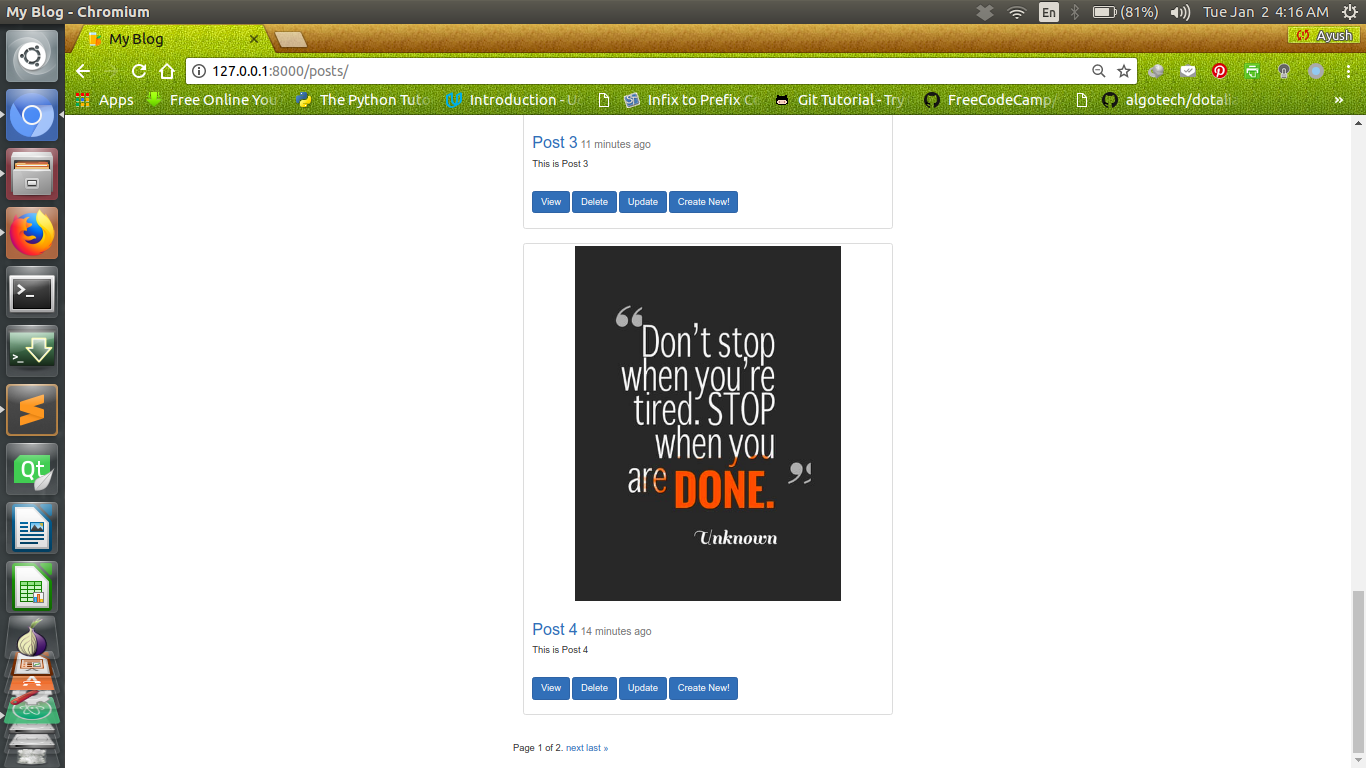 My Blog - Chromium
En
(81%)
Tue Jan 2 4:16 AM
My Blog
Ayush
127.0.0.1:8000/posts/
Apps
Free Online You
The Python Tuto
Introduction - U
Infix to Prefix C
Git Tutorial - Try
FreeCodeCamp/
algotech/dotali
»
Post 3 11 minutes ago
This is Post 3
View Delete Update Create New!
“Don’t stop
when you’re
tired. STOP
when you
are DONE. ”
Unknown
Post 4 14 minutes ago
This is Post 4
View Delete Update Create New!
Page 1 of 2. next last »
Qt